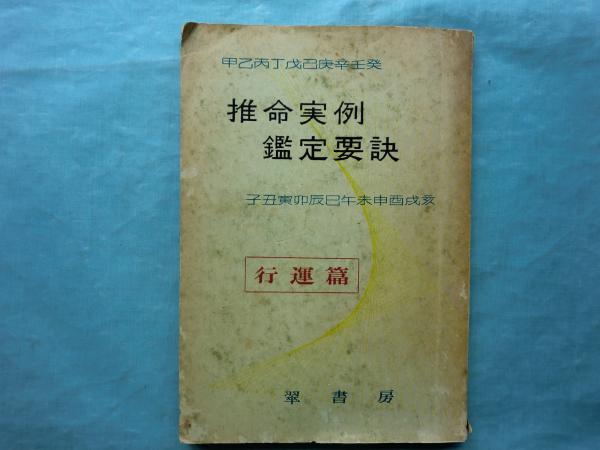 甲乙丙丁戊己庚辛壬癸
推命実例
鑑定要訣
子丑寅卯辰巳午未申酉戌亥
行運篇
翠書房